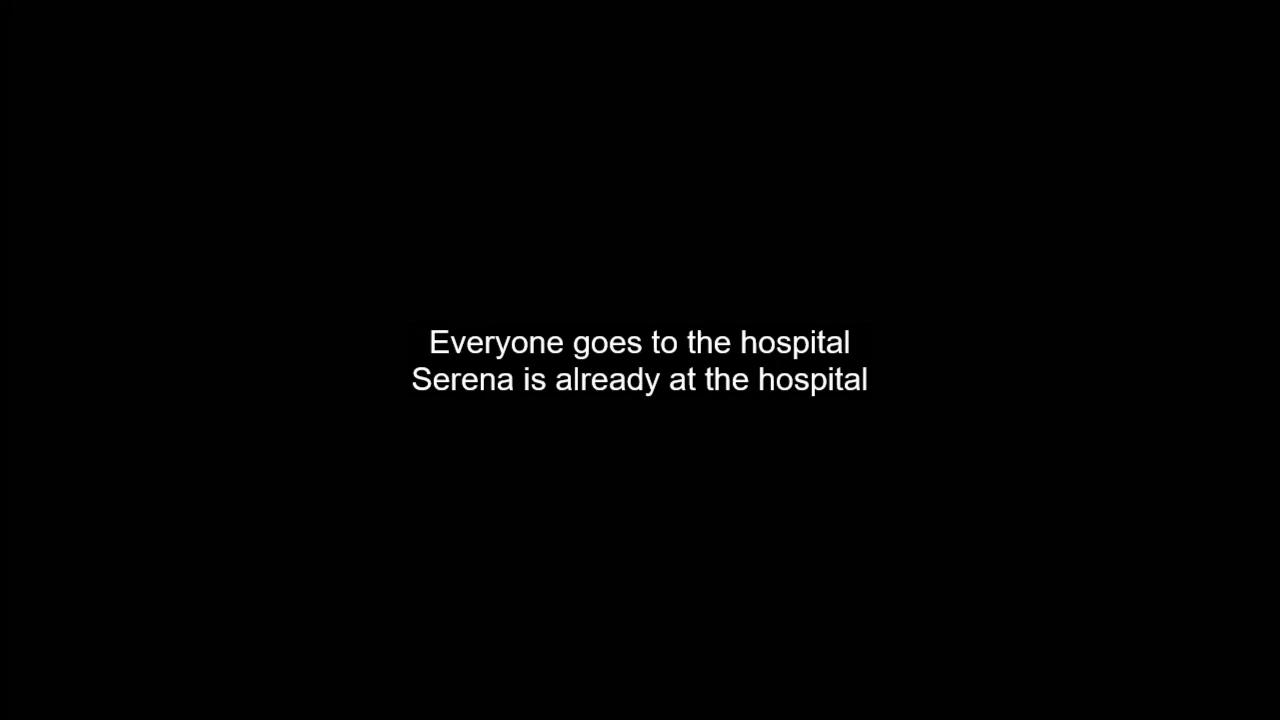 Everyone goes to the hospital
Serena is already at the hospital